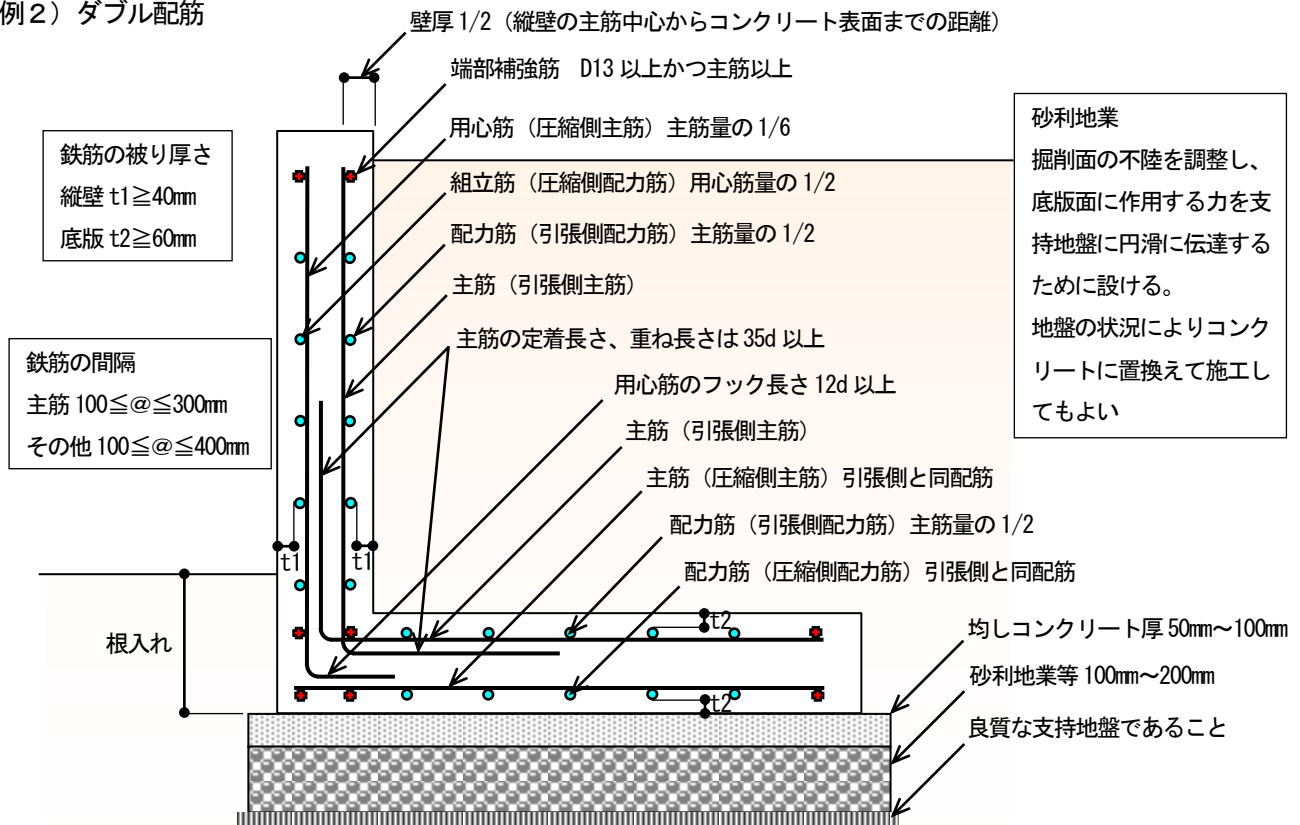 例２）ダブル配筋
壁厚 1/2（縦壁の主筋中心からコンクリート表面までの距離）
端部補強筋　D13 以上かつ主筋以上
用心筋（圧縮側主筋）主筋量の 1/6
組立筋（圧縮側配力筋）用心筋量の 1/2
配力筋（引張側配力筋）主筋量の 1/2
主筋（引張側主筋）
主筋の定着長さ、重ね長さは 35d 以上
用心筋のフック長さ 12d 以上
主筋（引張側主筋）
主筋（圧縮側主筋）引張側と同配筋
配力筋（引張側配力筋）主筋量の 1/2
配力筋（圧縮側配力筋）引張側と同配筋
鉄筋の被り厚さ
縦壁 t1≧40mm
底版 t2≧60mm
鉄筋の間隔
主筋 100≦@≦300mm
その他 100≦@≦400mm
砂利地業
掘削面の不陸を調整し、
底版面に作用する力を支
持地盤に円滑に伝達する
ために設ける。
地盤の状況によりコンク
リートに置換えて施工し
てもよい
t1
t1
t2
t2
根入れ
均しコンクリート厚 50mm～100mm
砂利地業等 100mm～200mm
良質な支持地盤であること